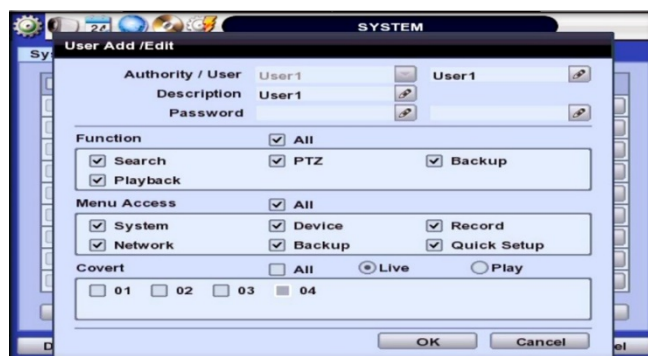 SYSTEM
User Add /Edit
Authority / User User1 User1
Description User1
Password
Function All
Search PTZ Backup
Playback
Menu Access All
System Device Record
Network Backup Quick Setup
Covert All Live Play
01 02 03 04
OK Cancel